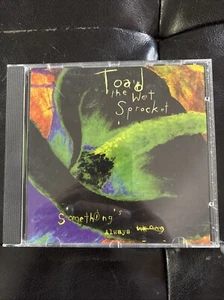 Toad
the Wet
Sprocket
Something's
Always Wrong